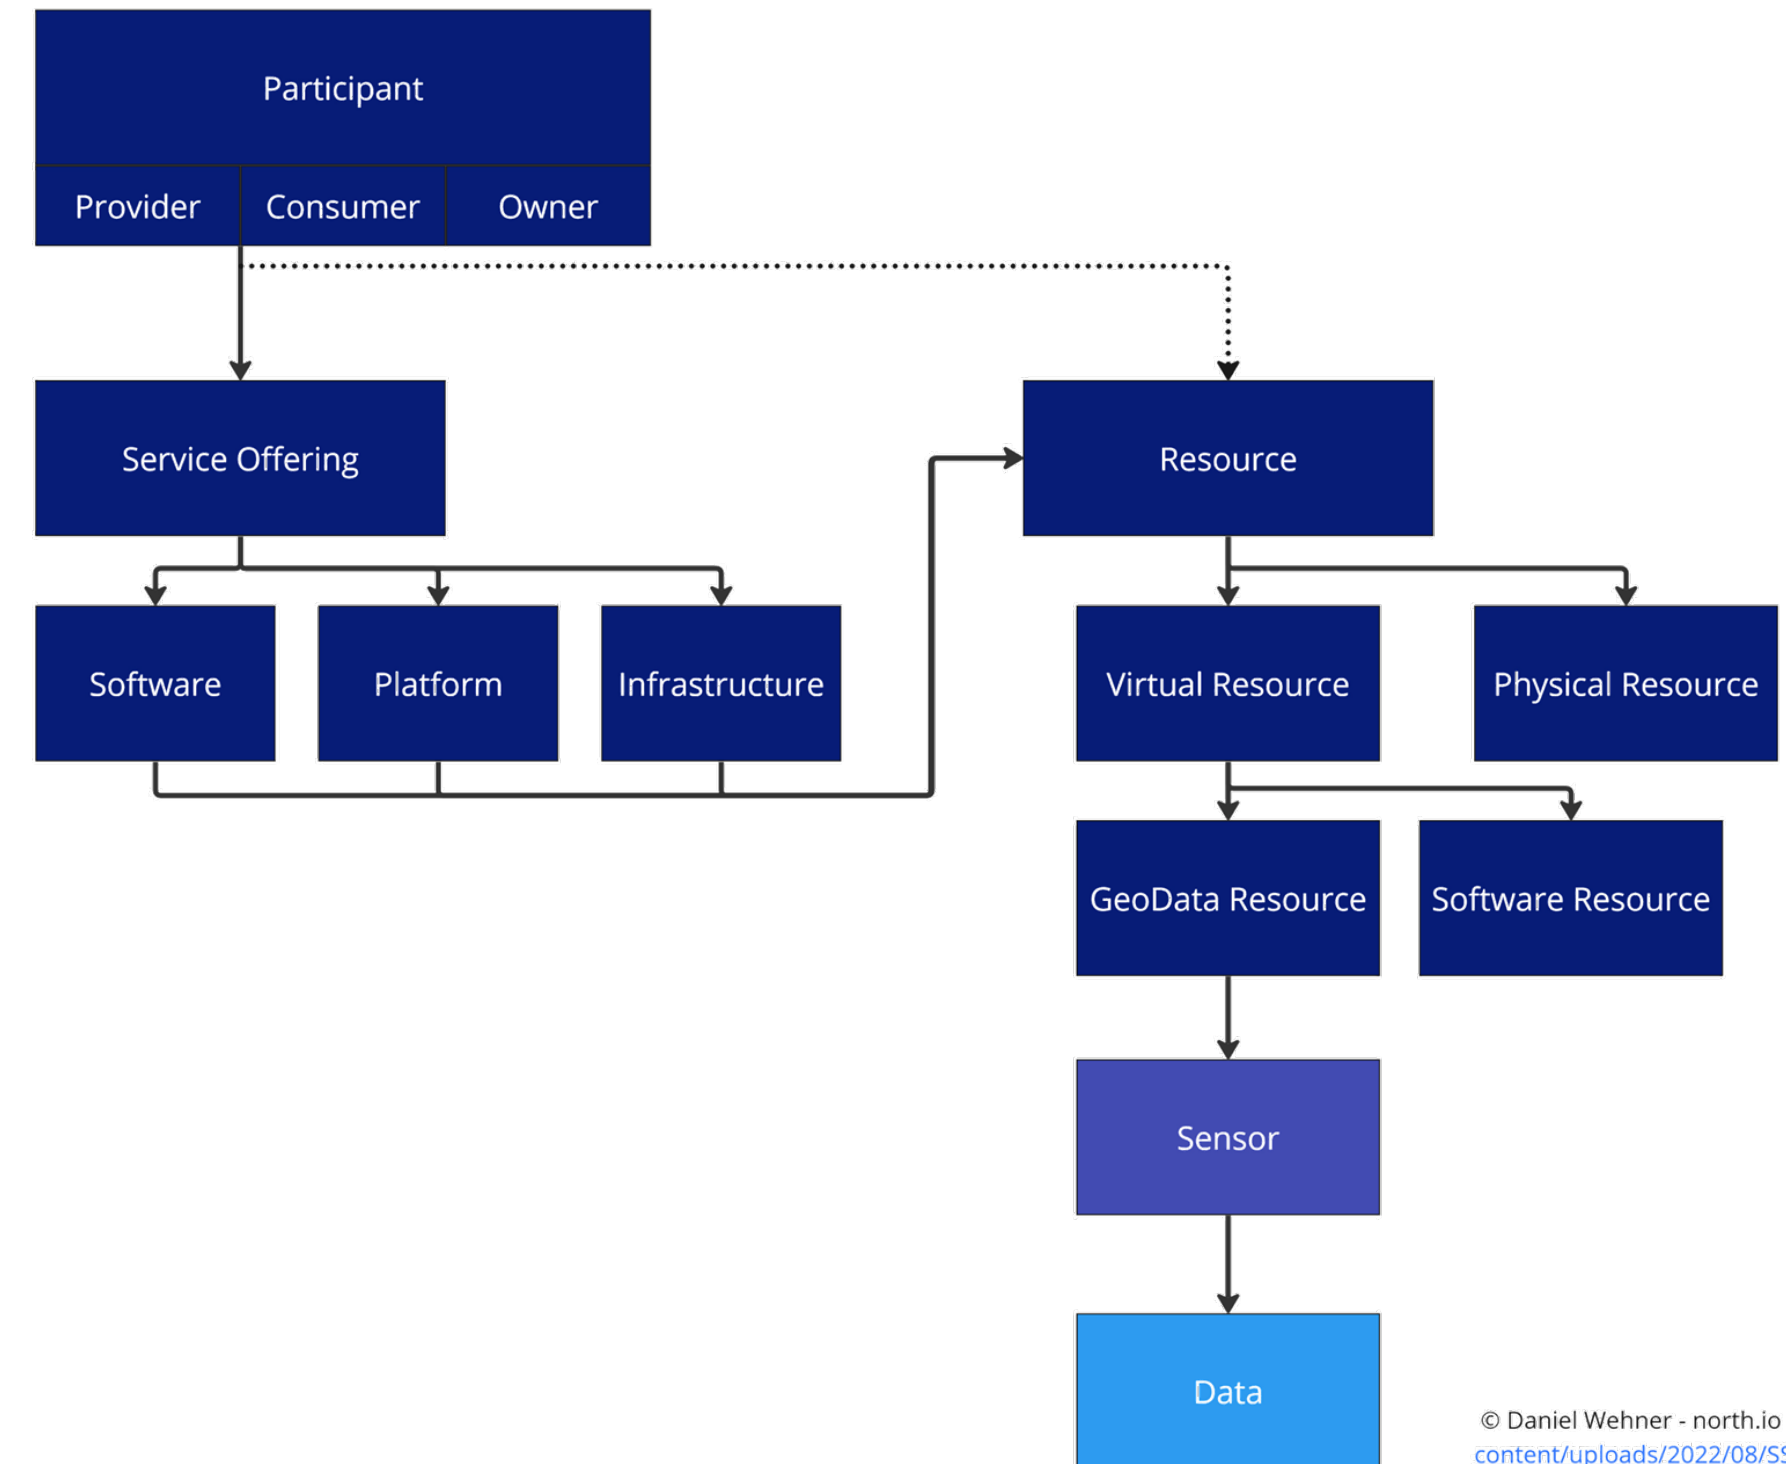 Participant
Provider
Consumer
Owner
Service Offering
Resource
Software
Platform
Infrastructure
Virtual Resource
Physical Resource
GeoData Resource
Software Resource
Sensor
Data
© Daniel Wehner - north.io
content/uploads/2022/08/SS